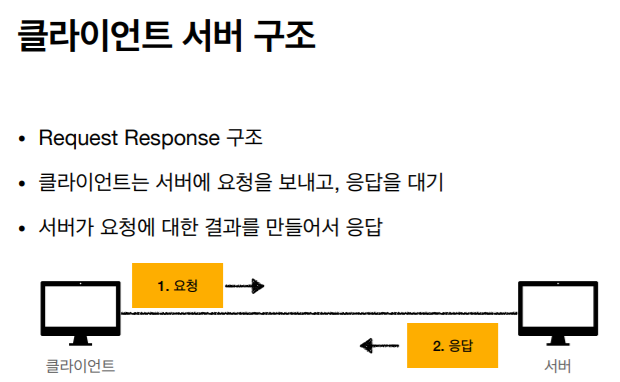 클라이언트 서버 구조
• Request Response 구조
• 클라이언트는 서버에 요청을 보내고, 응답을 대기
• 서버가 요청에 대한 결과를 만들어서 응답
1. 요청
2. 응답
클라이언트
서버